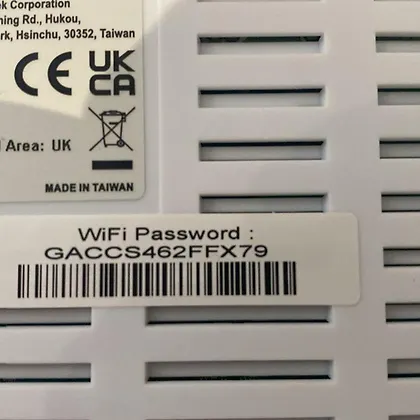 k Corporation
ning Rd., Hukou,
rk, Hsinchu, 30352, Taiwan
CE UK
CA
Area: UK
MADE IN TAIWAN
WiFi Password :
GACCS462FFX79